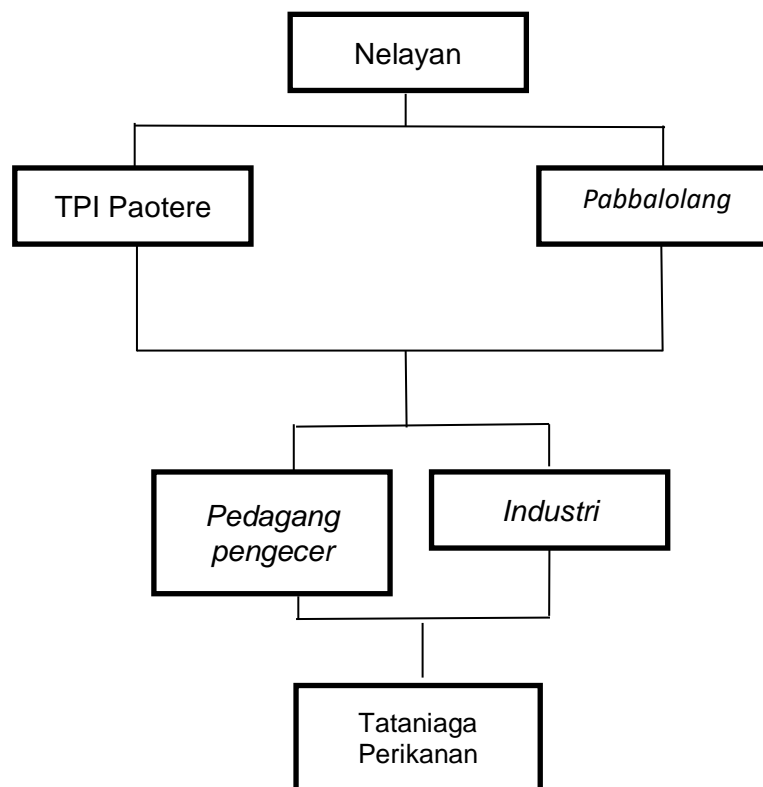 Nelayan
TPI Paotere
Pabbalolang
Pedagang
pengecer
Industri
Tataniaga
Perikanan